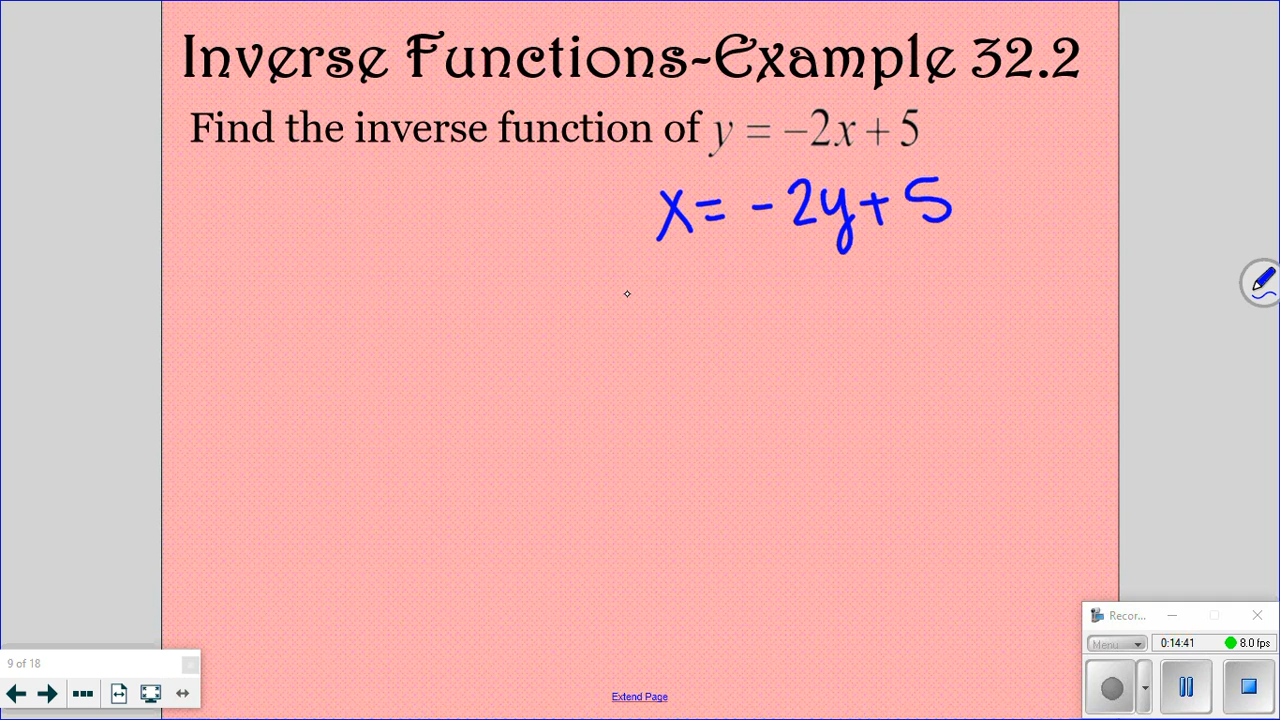 Inverse Functions-Example 32.2
Find the inverse function of y = −2x + 5
x = -2y + 5
Recor...
Menu
0:14:41
8.0 fps
9 of 18
Extend Page